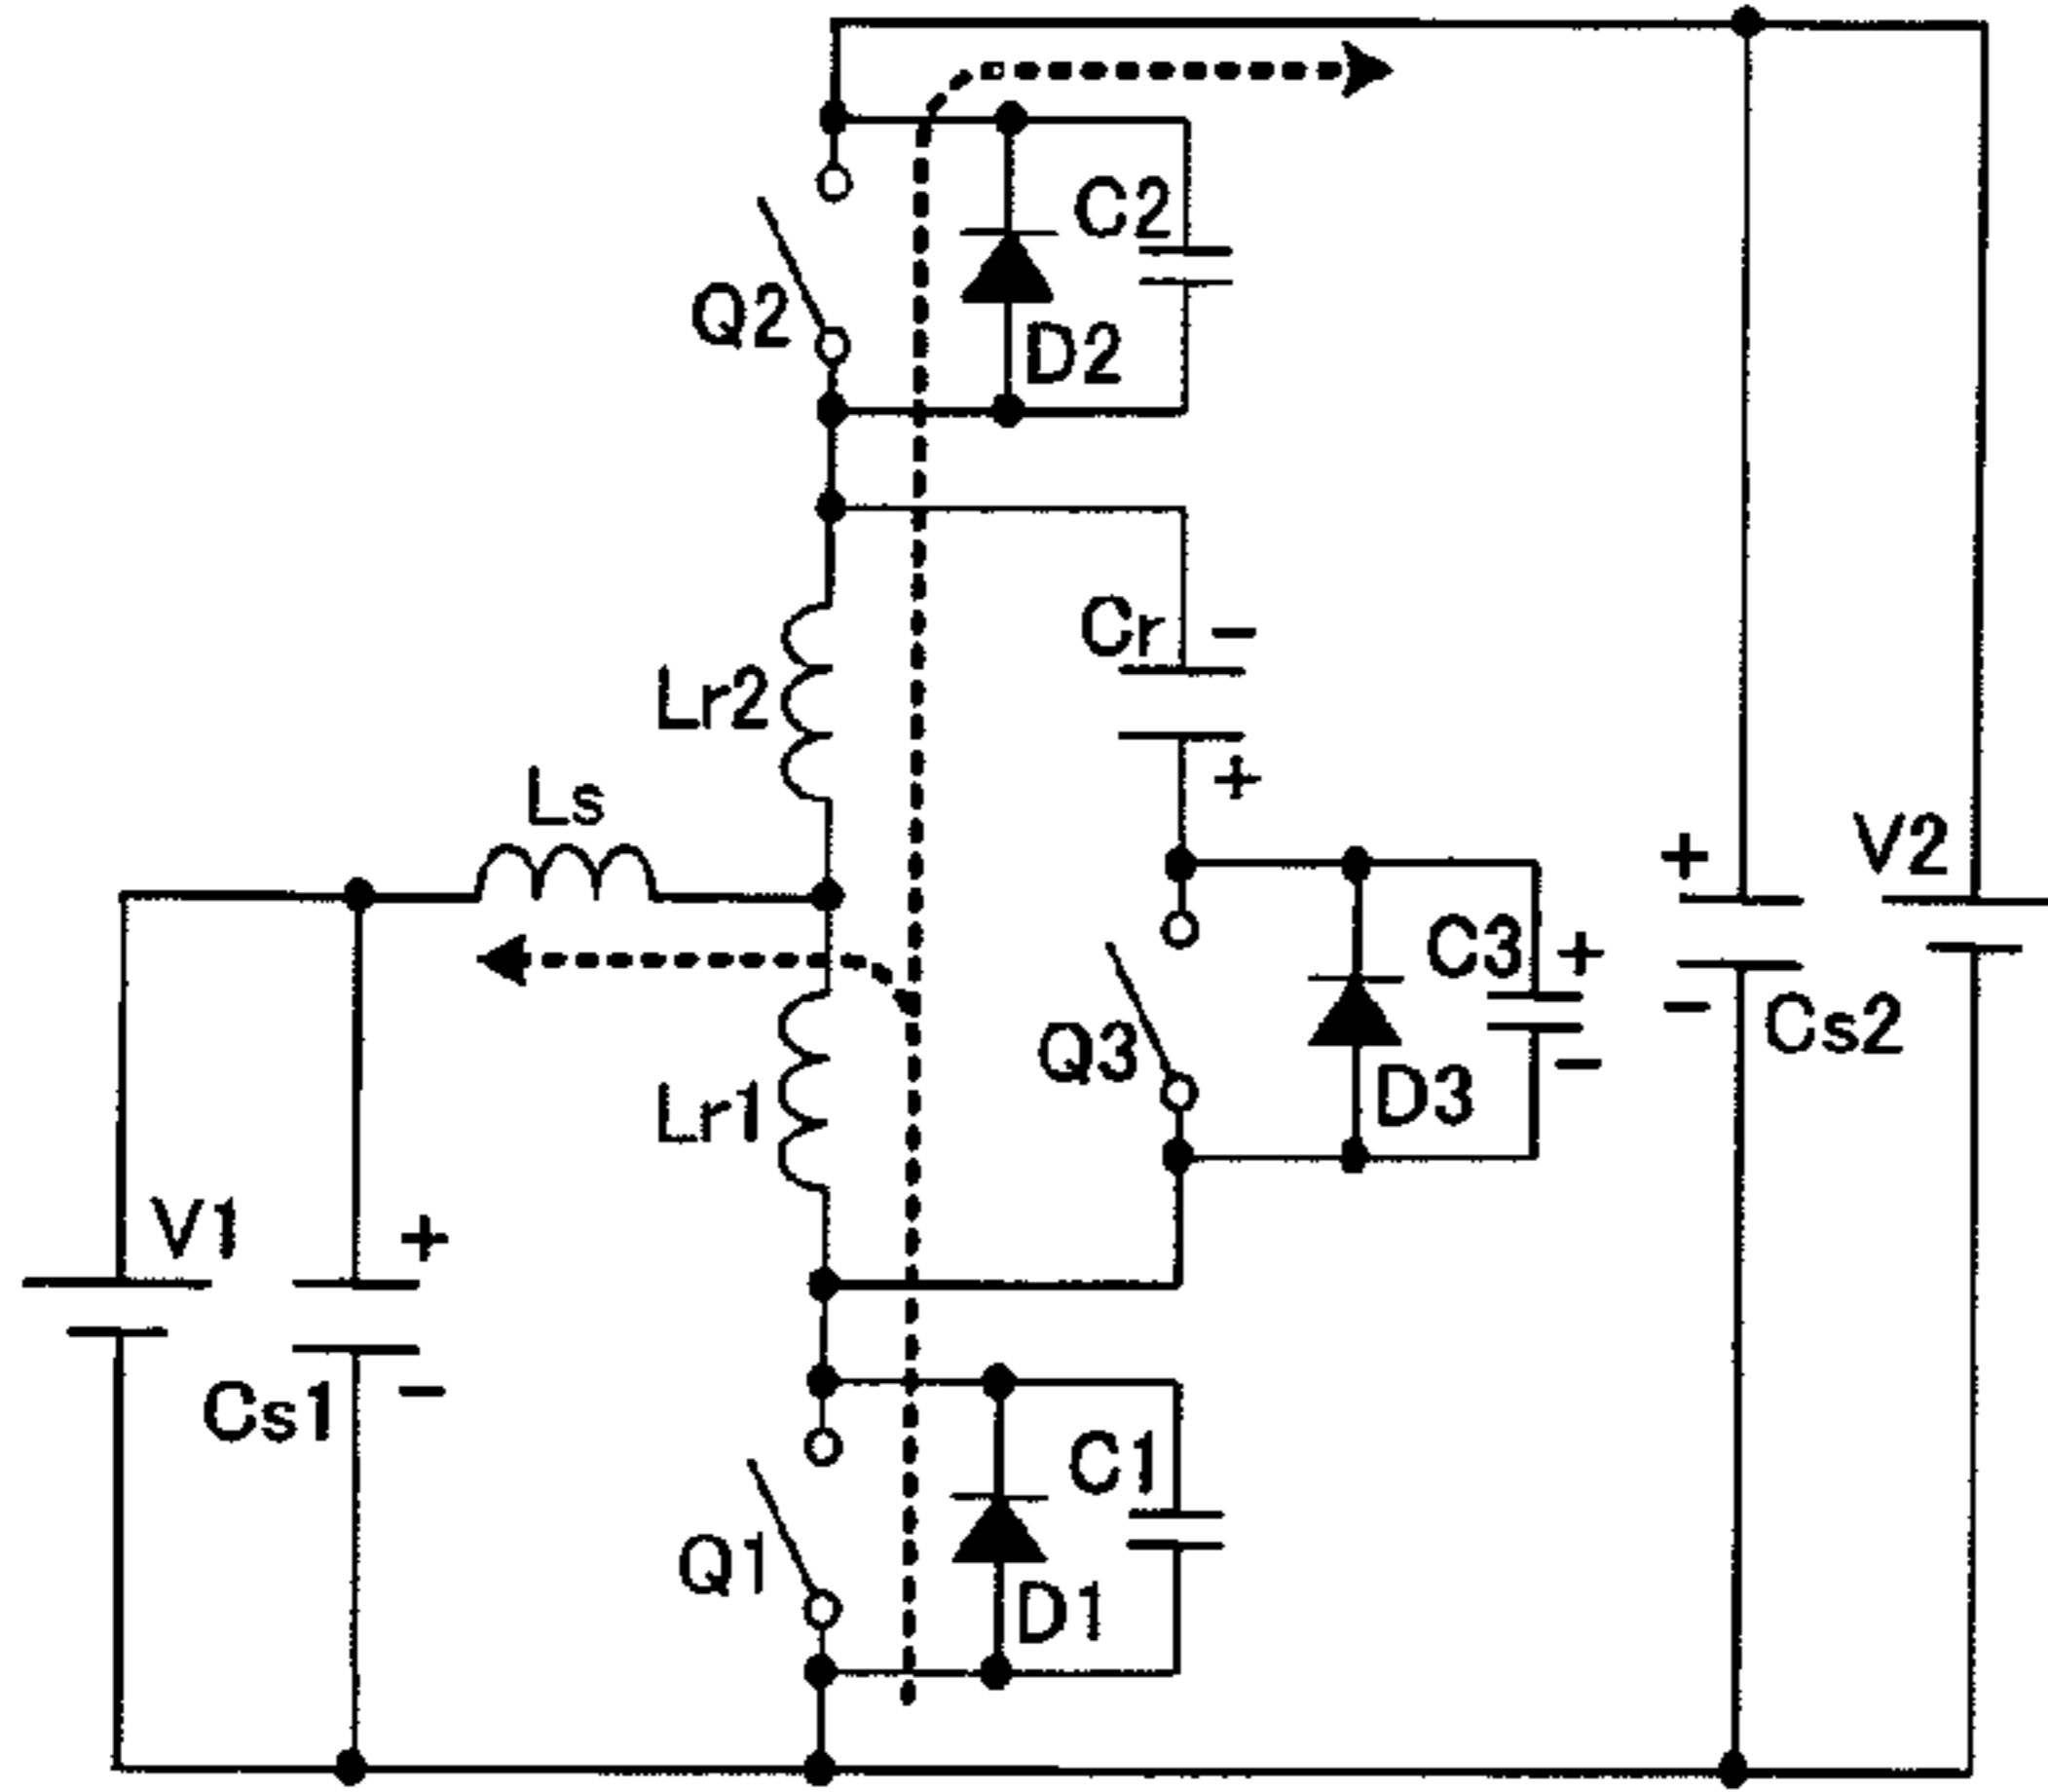 C2
Q2
D2
Cr -
Lr2
+
Ls
V2
+
C3 +
-
Cs2
Q3
-
D3
Lr1
V1
+
Cs1
-
C1
Q1
D1